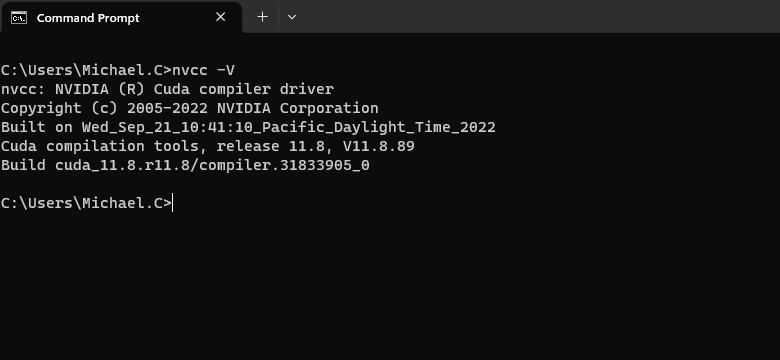 Command Prompt
C:\Users\Michael.C>nvcc -V
nvcc: NVIDIA (R) Cuda compiler driver
Copyright (c) 2005-2022 NVIDIA Corporation
Built on Wed_Sep_21_10:41:10_Pacific_Daylight_Time_2022
Cuda compilation tools, release 11.8, V11.8.89
Build cuda_11.8.r11.8/compiler.31833905_0
C:\Users\Michael.C>